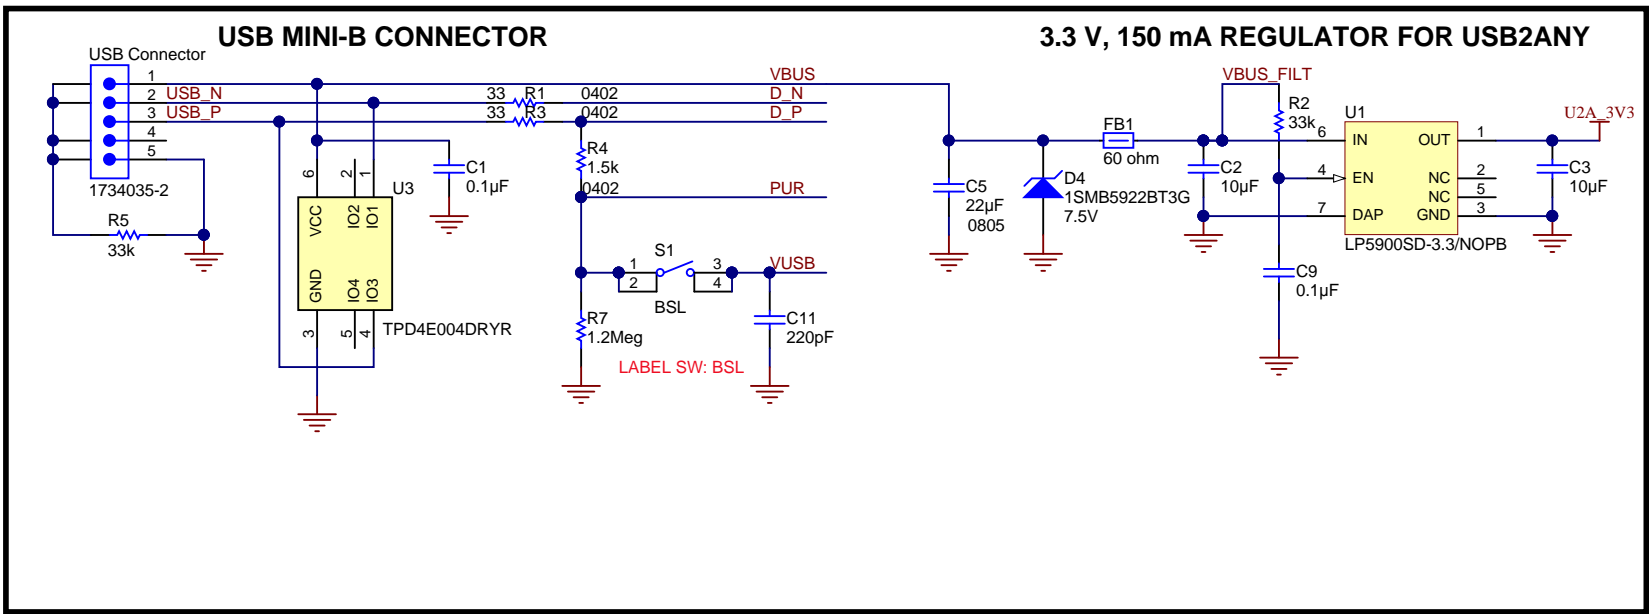 USB MINI-B CONNECTOR
3.3 V, 150 mA REGULATOR FOR USB2ANY
USB Connector
1
2
3
4
5
USB_N
USB_P
1734035-2
R5
33k
33
R1
0402
33
R3
0402
VBUS
D_N
D_P
R4
1.5k
0402
PUR
C1
0.1µF
U3
6
2
1
VCC
IO2
IO1
GND
IO4
IO3
3
5
4
TPD4E004DRYR
S1
1
2
3
4
BSL
VUSB
R7
1.2Meg
C11
220pF
LABEL SW: BSL
C5
22µF
0805
D4
1SMB5922BT3G
7.5V
FB1
60 ohm
VBUS_FILT
C2
10µF
R2
33k
C9
0.1µF
U1
6
IN
OUT
1
4
EN
NC
2
NC
5
7
DAP
GND
3
LP5900SD-3.3/NOPB
U2A_3V3
C3
10µF